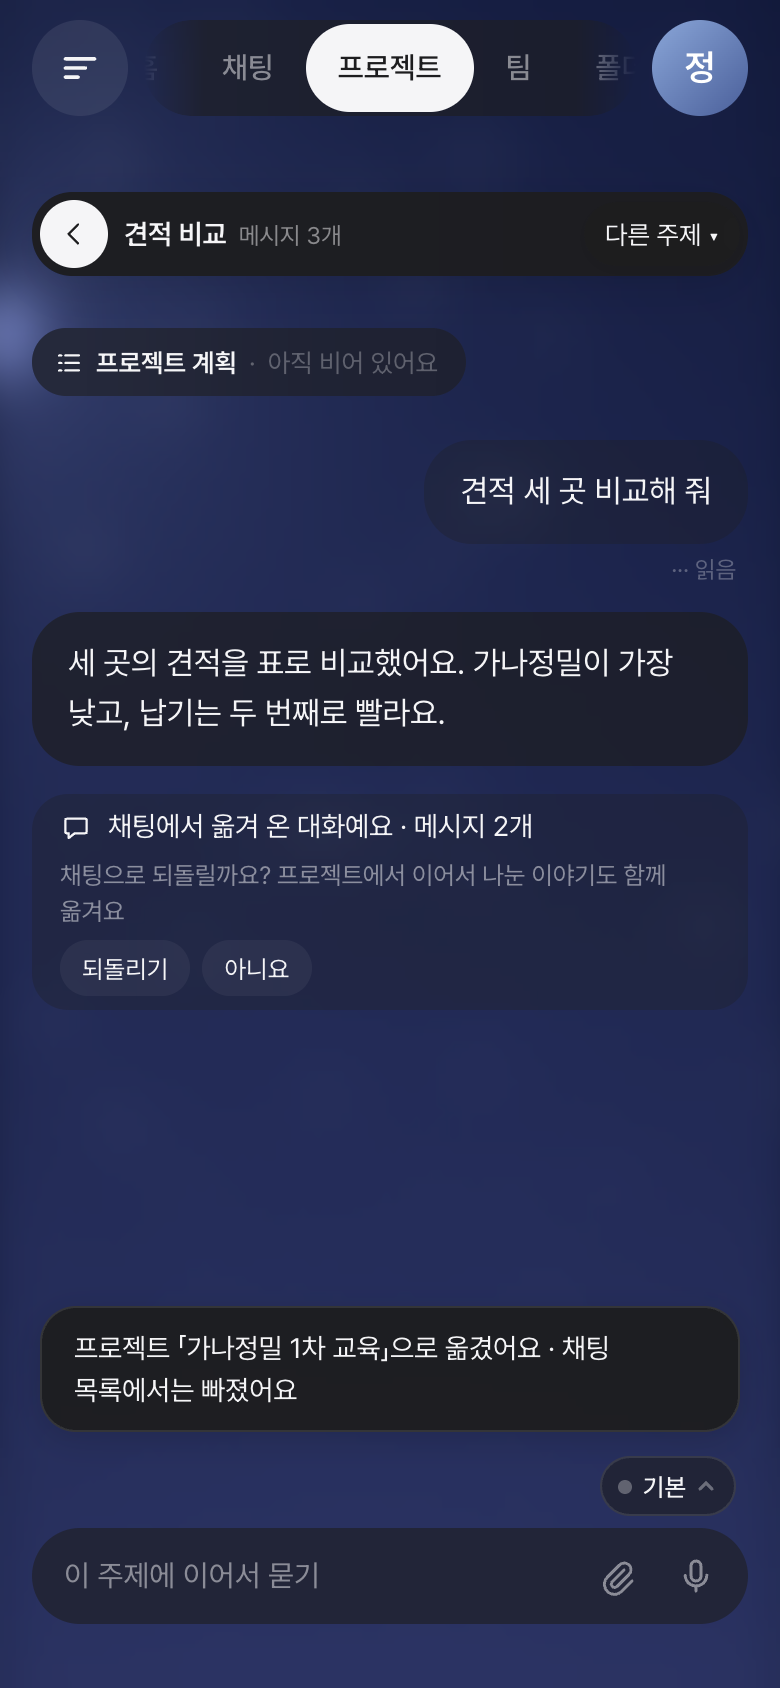 홈 채팅 프로젝트 팀 정
견적 비교 메시지 3개 다른 주제 ▾
프로젝트 계획 · 아직 비어 있어요
견적 세 곳 비교해 줘
··· 읽음
세 곳의 견적을 표로 비교했어요. 가나정밀이 가장
낮고, 납기는 두 번째로 빨라요.
채팅에서 옮겨 온 대화예요 · 메시지 2개
채팅으로 되돌릴까요? 프로젝트에서 이어서 나눈 이야기도 함께
옮겨요
되돌리기 아니요
프로젝트 「가나정밀 1차 교육」으로 옮겼어요 · 채팅
목록에서는 빠졌어요
기본
이 주제에 이어서 묻기